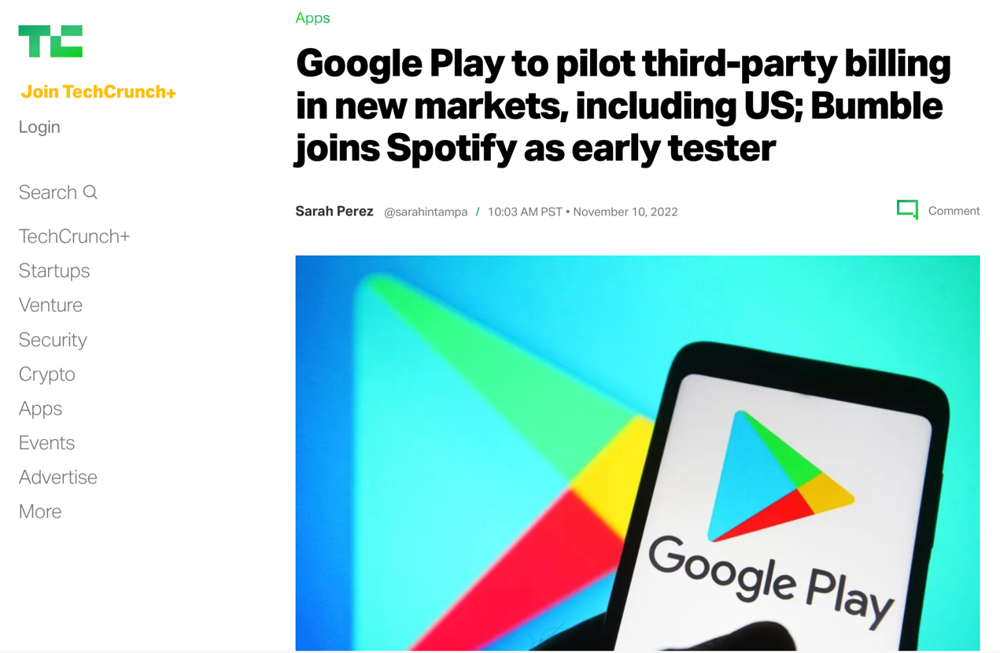 TC
Join TechCrunch+
Login
Search
TechCrunch+
Startups
Venture
Security
Crypto
Apps
Events
Advertise
More
Apps
Google Play to pilot third-party billing
in new markets, including US; Bumble
joins Spotify as early tester
Sarah Perez @sarahintampa / 10:03 AM PST • November 10, 2022
Comment
Google Play